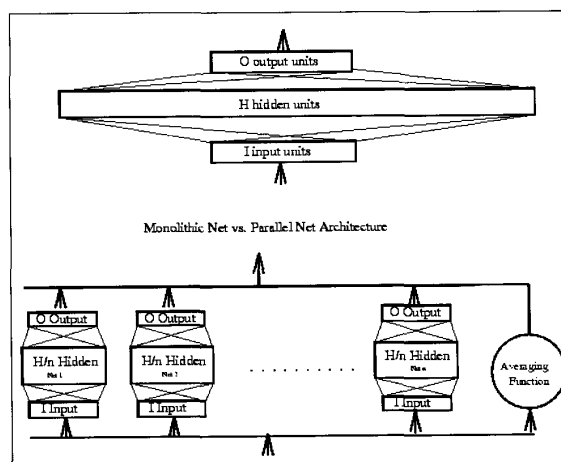 O output units
H hidden units
I input units
Monolithic Net vs. Parallel Net Architecture
O Output O Output O Output
H/n Hidden H/n Hidden H/n Hidden
Net 1 Net 2 Net n
Averaging
Function
I Input I Input I Input